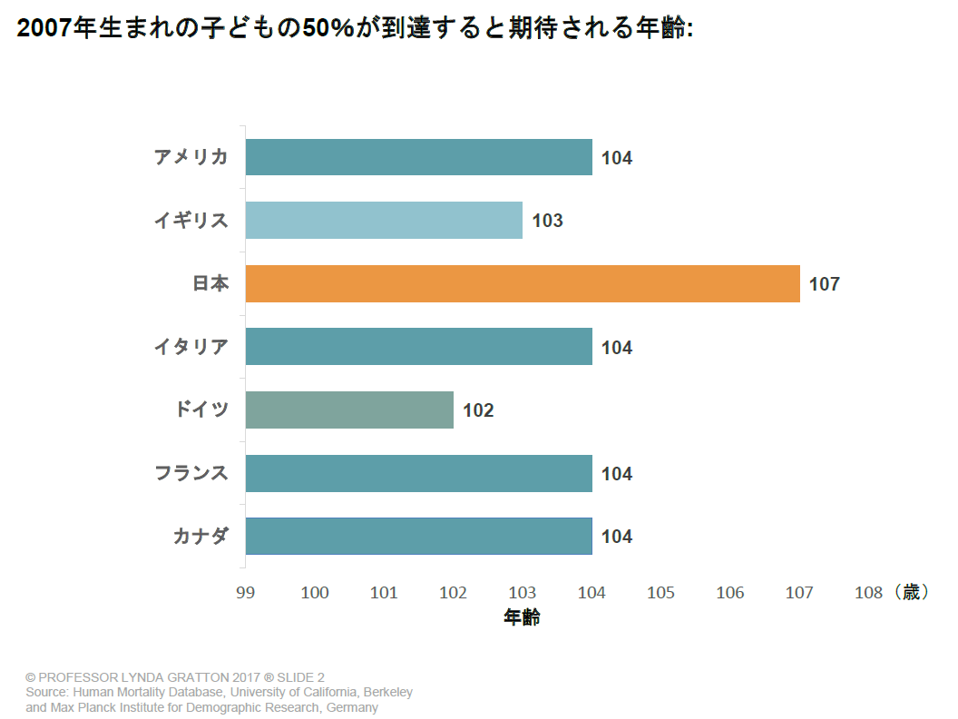 2007年生まれの子どもの50%が到達すると期待される年齢:
アメリカ 104
イギリス 103
日本 107
イタリア 104
ドイツ 102
フランス 104
カナダ 104
99 100 101 102 103 104 105 106 107 108（歳）
年齢
© PROFESSOR LYNDA GRATTON 2017 ® SLIDE 2
Source: Human Mortality Database, University of California, Berkeley
and Max Planck Institute for Demographic Research, Germany